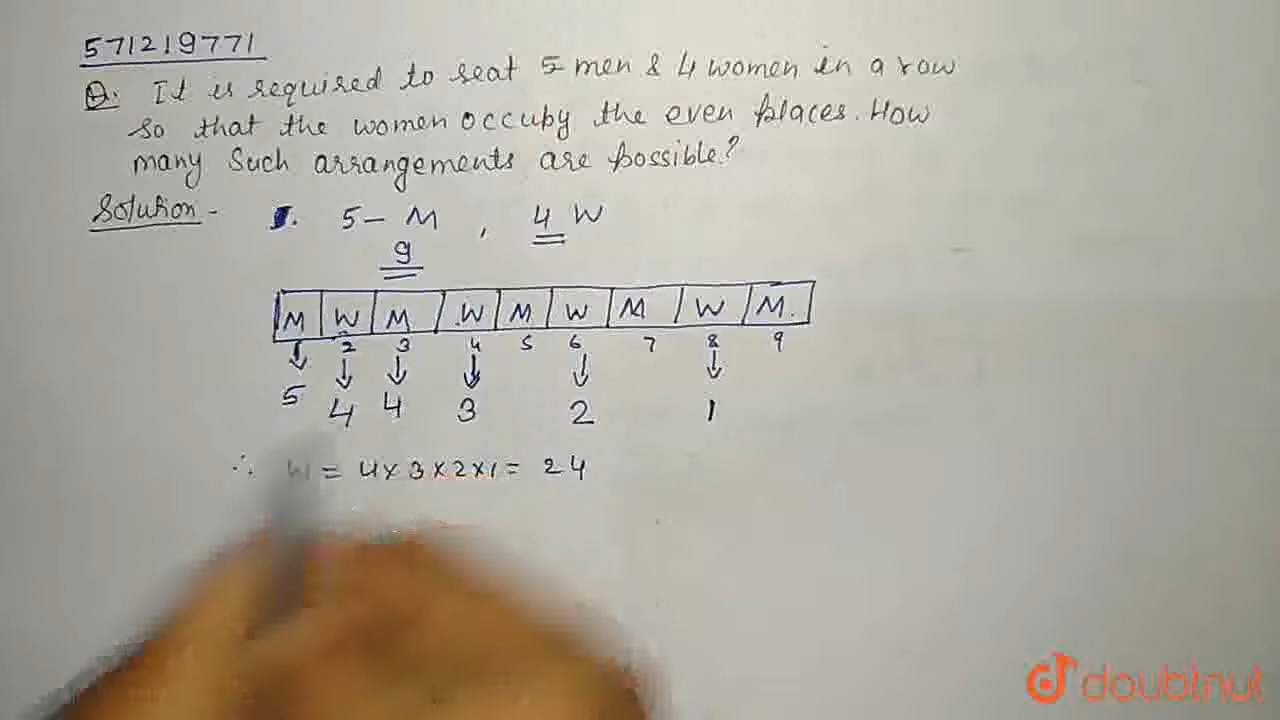 571219771
Q. It is required to seat 5 men & 4 women in a row
so that the women occupy the even places. How
many such arrangements are possible?
Solution - 5 - M , 4 W
9
M W M W M W M W M.
2 3 4 5 6 7 8 9
5 4 4 3 2 1
∴ W = 4 x 3 x 2 x 1 = 24
doubtnut